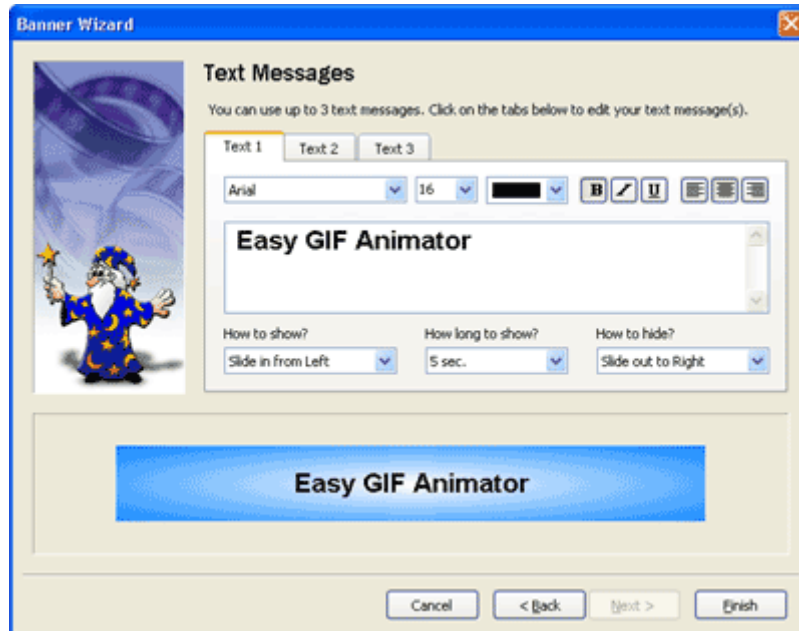 Banner Wizard
Text Messages
You can use up to 3 text messages. Click on the tabs below to edit your text message(s).
Text 1 Text 2 Text 3
Arial 16 B I U
Easy GIF Animator
How to show? How long to show? How to hide?
Slide in from Left 5 sec. Slide out to Right
Easy GIF Animator
Cancel < Back Next > Finish